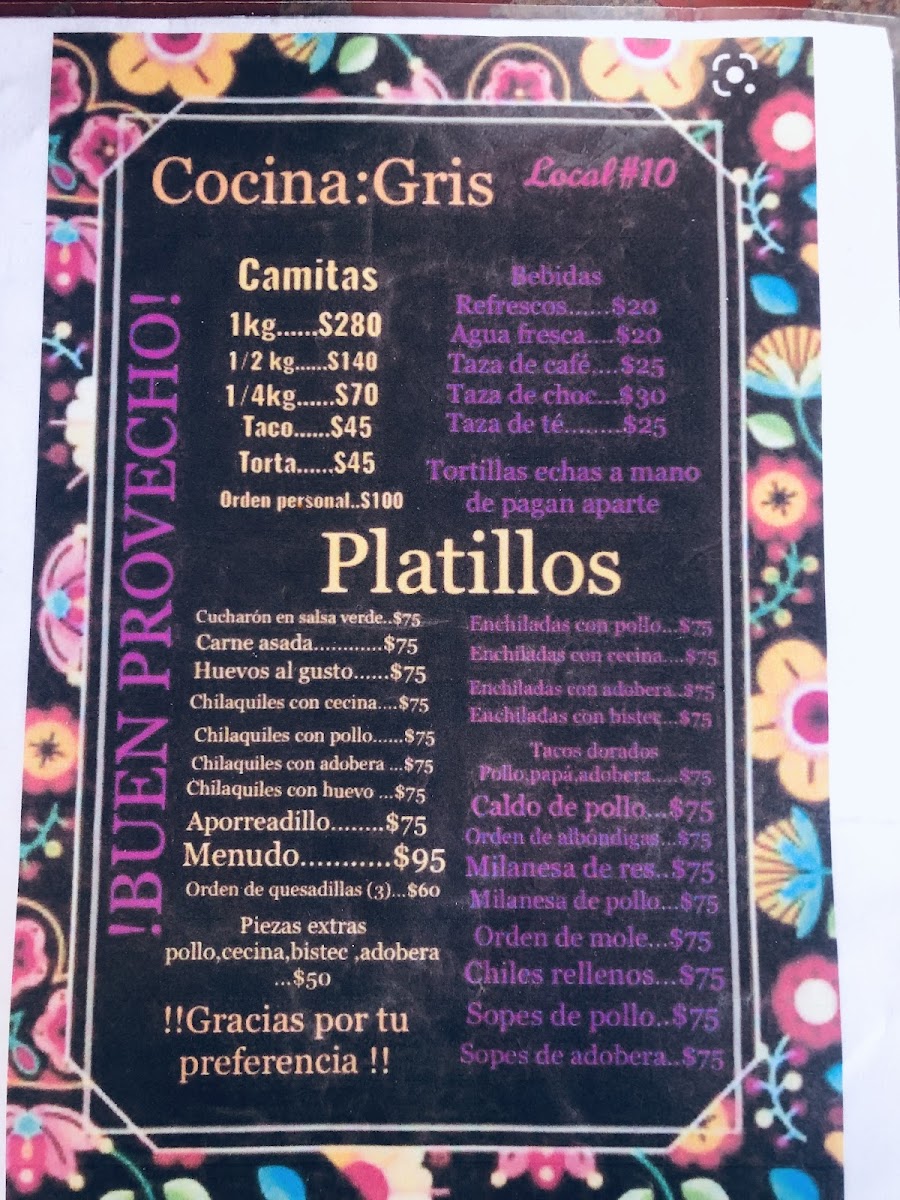 Cocina:Gris
Local #10
!BUEN PROVECHO!
Camitas
1kg......$280
1/2 kg......$140
1/4kg......$70
Taco......$45
Torta......$45
Orden personal..$100
Bebidas
Refrescos......$20
Agua fresca....$20
Taza de café,...$25
Taza de choc...$30
Taza de té.........$25
Tortillas echas a mano
de pagan aparte
Platillos
Cucharón en salsa verde..$75
Carne asada............$75
Huevos al gusto......$75
Chilaquiles con cecina....$75
Chilaquiles con pollo......$75
Chilaquiles con adobera ...$75
Chilaquiles con huevo ...$75
Aporreadillo........$75
Menudo...........$95
Orden de quesadillas (3)...$60
Piezas extras
pollo,cecina,bistec ,adobera
...$50
!!Gracias por tu
preferencia !!
Enchiladas con pollo...$75
Enchiladas con cecina....$75
Enchiladas con adobera..$75
Enchiladas con bistec...$75
Tacos dorados
Pollo,papá,adobera.....$75
Caldo de pollo...$75
Orden de albóndigas...$75
Milanesa de res..$75
Milanesa de pollo...$75
Orden de mole...$75
Chiles rellenos...$75
Sopes de pollo..$75
Sopes de adobera..$75